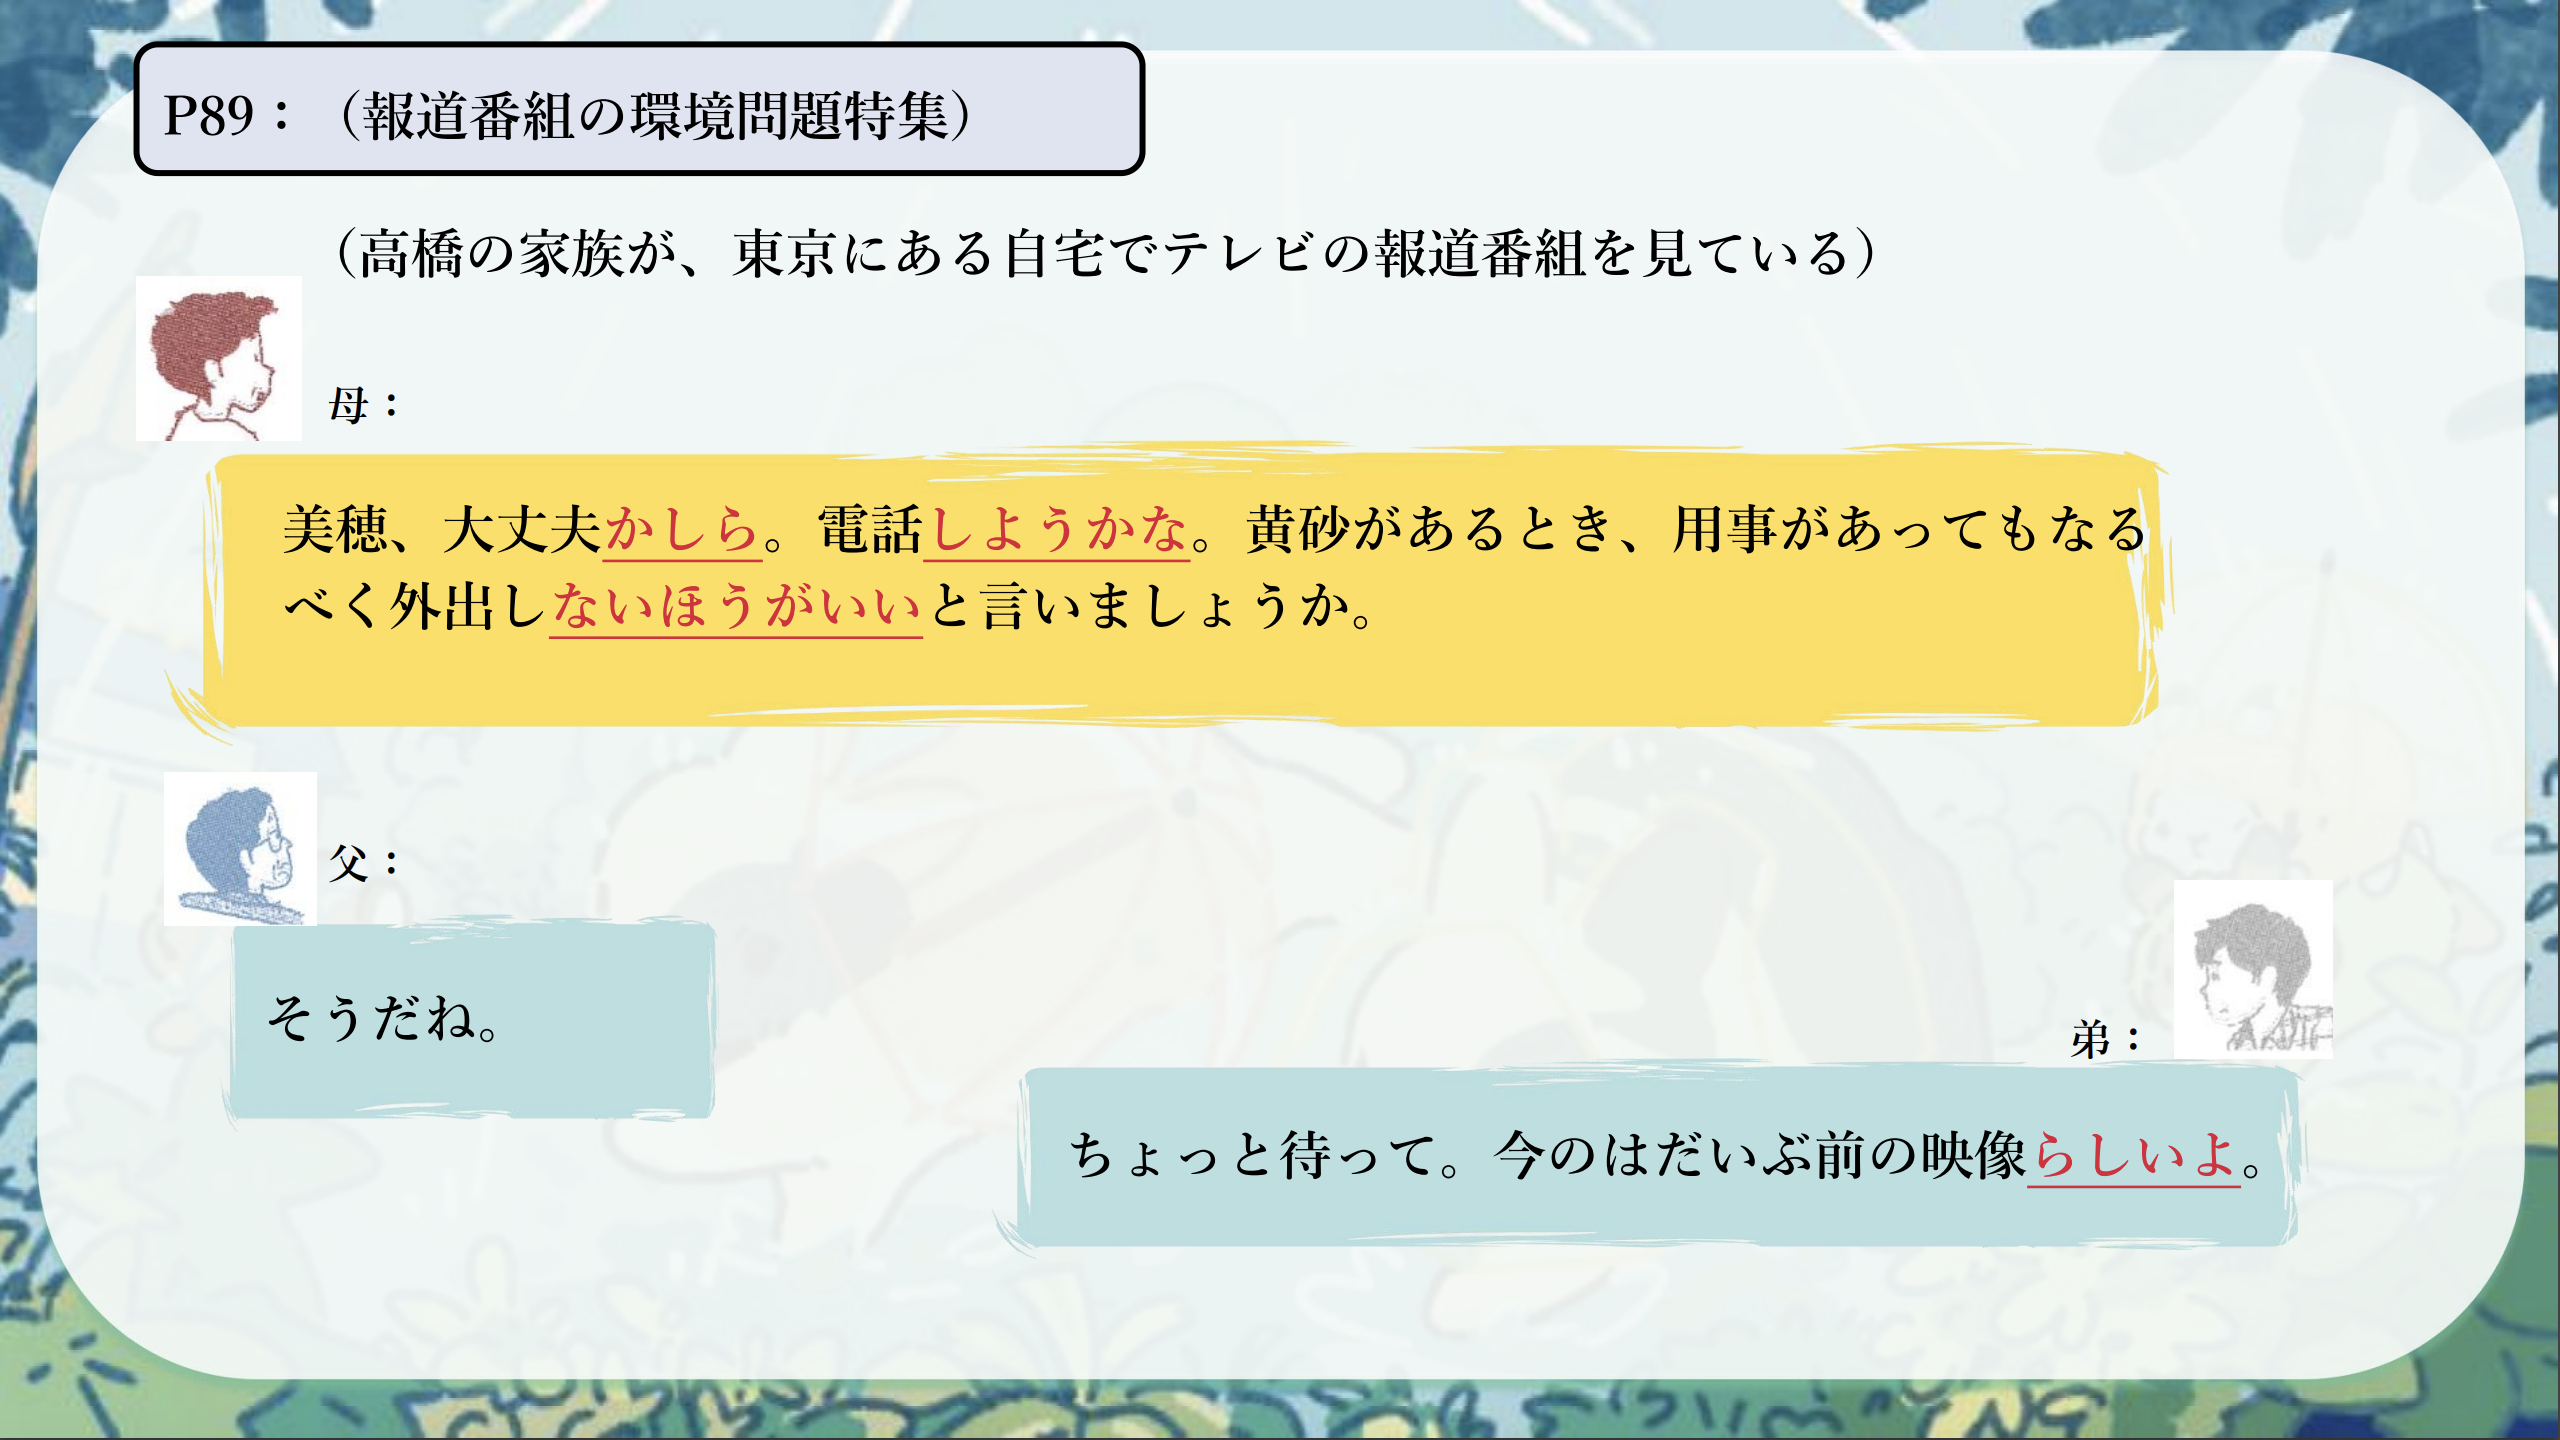 P89：（報道番組の環境問題特集）
（高橋の家族が、東京にある自宅でテレビの報道番組を見ている）
母：
美穂、大丈夫かしら。電話しようかな。黄砂があるとき、用事があってもなる
べく外出しないほうがいいと言いましょうか。
父：
そうだね。
弟：
ちょっと待って。今のはだいぶ前の映像らしいよ。